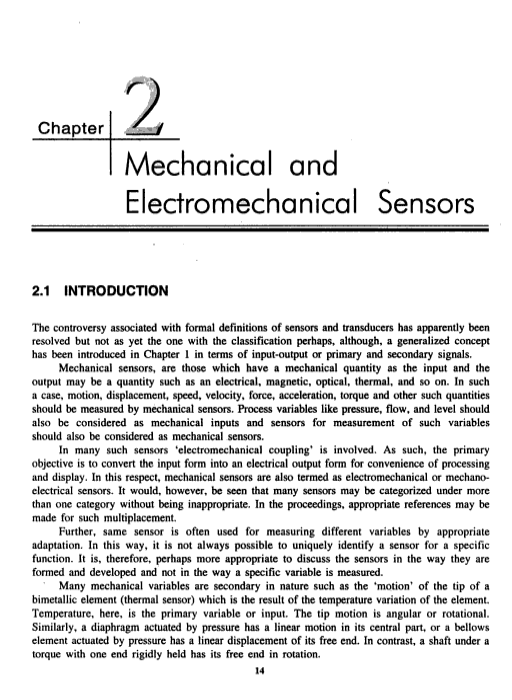 Chapter 2
Mechanical and
Electromechanical Sensors
2.1 INTRODUCTION
The controversy associated with formal definitions of sensors and transducers has apparently been
resolved but not as yet the one with the classification perhaps, although, a generalized concept
has been introduced in Chapter 1 in terms of input-output or primary and secondary signals.
Mechanical sensors, are those which have a mechanical quantity as the input and the
output may be a quantity such as an electrical, magnetic, optical, thermal, and so on. In such
a case, motion, displacement, speed, velocity, force, acceleration, torque and other such quantities
should be measured by mechanical sensors. Process variables like pressure, flow, and level should
also be considered as mechanical inputs and sensors for measurement of such variables
should also be considered as mechanical sensors.
In many such sensors ‘electromechanical coupling’ is involved. As such, the primary
objective is to convert the input form into an electrical output form for convenience of processing
and display. In this respect, mechanical sensors are also termed as electromechanical or mechano-
electrical sensors. It would, however, be seen that many sensors may be categorized under more
than one category without being inappropriate. In the proceedings, appropriate references may be
made for such multiplacement.
Further, same sensor is often used for measuring different variables by appropriate
adaptation. In this way, it is not always possible to uniquely identify a sensor for a specific
function. It is, therefore, perhaps more appropriate to discuss the sensors in the way they are
formed and developed and not in the way a specific variable is measured.
Many mechanical variables are secondary in nature such as the ‘motion’ of the tip of a
bimetallic element (thermal sensor) which is the result of the temperature variation of the element.
Temperature, here, is the primary variable or input. The tip motion is angular or rotational.
Similarly, a diaphragm actuated by pressure has a linear motion in its central part, or a bellows
element actuated by pressure has a linear displacement of its free end. In contrast, a shaft under a
torque with one end rigidly held has its free end in rotation.
14